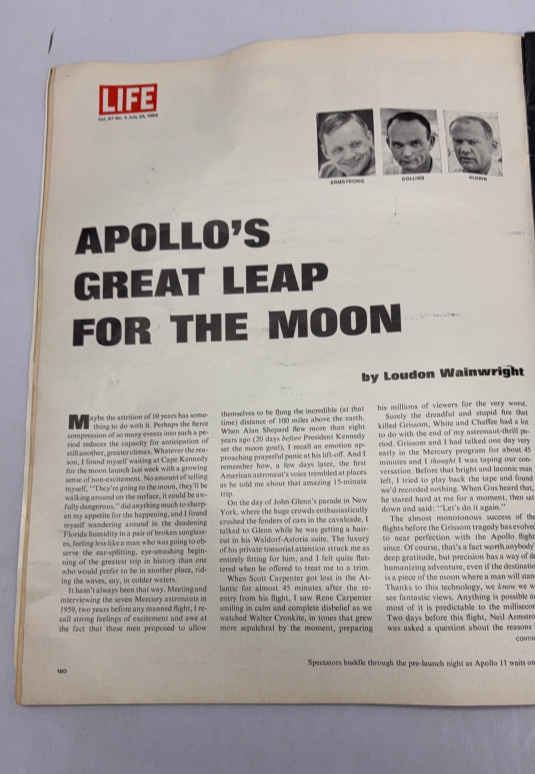 LIFE
Vol. 67 No. 4 July 25, 1969
ARMSTRONG
COLLINS
ALDRIN
APOLLO'S
GREAT LEAP
FOR THE MOON
by Loudon Wainwright
Maybe the attrition of 10 years has some-
thing to do with it. Perhaps the fierce
compression of so many events into such a pe-
riod reduces the capacity for anticipation of
still another, greater climax. Whatever the rea-
son, I found myself waiting at Cape Kennedy
for the moon launch last week with a growing
sense of non-excitement. No amount of telling
myself, "They're going to the moon, they'll be
walking around on the surface, it could be aw-
fully dangerous," did anything much to sharp-
en my appetite for the happening, and I found
myself wandering around in the deadening
Florida humidity in a pair of broken sunglass-
es, feeling less like a man who was going to ob-
serve the ear-splitting, eye-smashing begin-
ning of the greatest trip in history than one
who would prefer to be in another place, rid-
ing the waves, say, in colder waters.
It hasn't always been that way. Meeting and
interviewing the seven Mercury astronauts in
1959, two years before any manned flight, I re-
call strong feelings of excitement and awe at
the fact that these men proposed to allow
themselves to be flung the incredible (at that
time) distance of 100 miles above the earth.
When Alan Shepard flew more than eight
years ago (20 days before President Kennedy
set the moon goal), I recall an emotion ap-
proaching prayerful panic at his lift-off. And I
remember how, a few days later, the first
American astronaut's voice trembled at places
as he told me about that amazing 15-minute
trip.
On the day of John Glenn's parade in New
York, where the huge crowds enthusiastically
crushed the fenders of cars in the cavalcade, I
talked to Glenn while he was getting a hair-
cut in his Waldorf-Astoria suite. The luxury
of his private tonsorial attention struck me as
entirely fitting for him, and I felt quite flat-
tered when he offered to treat me to a trim.
When Scott Carpenter got lost in the At-
lantic for almost 45 minutes after the re-
entry from his flight, I saw Rene Carpenter
smiling in calm and complete disbelief as we
watched Walter Cronkite, in tones that grew
more sepulchral by the moment, preparing
his millions of viewers for the very worst.
Surely the dreadful and stupid fire that
killed Grissom, White and Chaffee had a lot
to do with the end of my astronaut-thrill pe-
riod. Grissom and I had talked one day very
early in the Mercury program for about 45
minutes and I thought I was taping our con-
versation. Before that bright and laconic man
left, I tried to play back the tape and found
we'd recorded nothing. When Gus heard that,
he stared hard at me for a moment, then sat
down and said: "Let's do it again."
The almost monotonous success of the
flights before the Grissom tragedy has evolved
to near perfection with the Apollo flights
since. Of course, that's a fact worth anybody's
deep gratitude, but precision has a way of de-
humanizing adventure, even if the destination
is a piece of the moon where a man will stan
Thanks to this technology, we know we w
see fantastic views. Anything is possible a
most of it is predictable to the millisecon
Two days before this flight, Neil Armstro
was asked a question about the reasons
Spectators huddle through the pre-launch night as Apollo 11 waits on